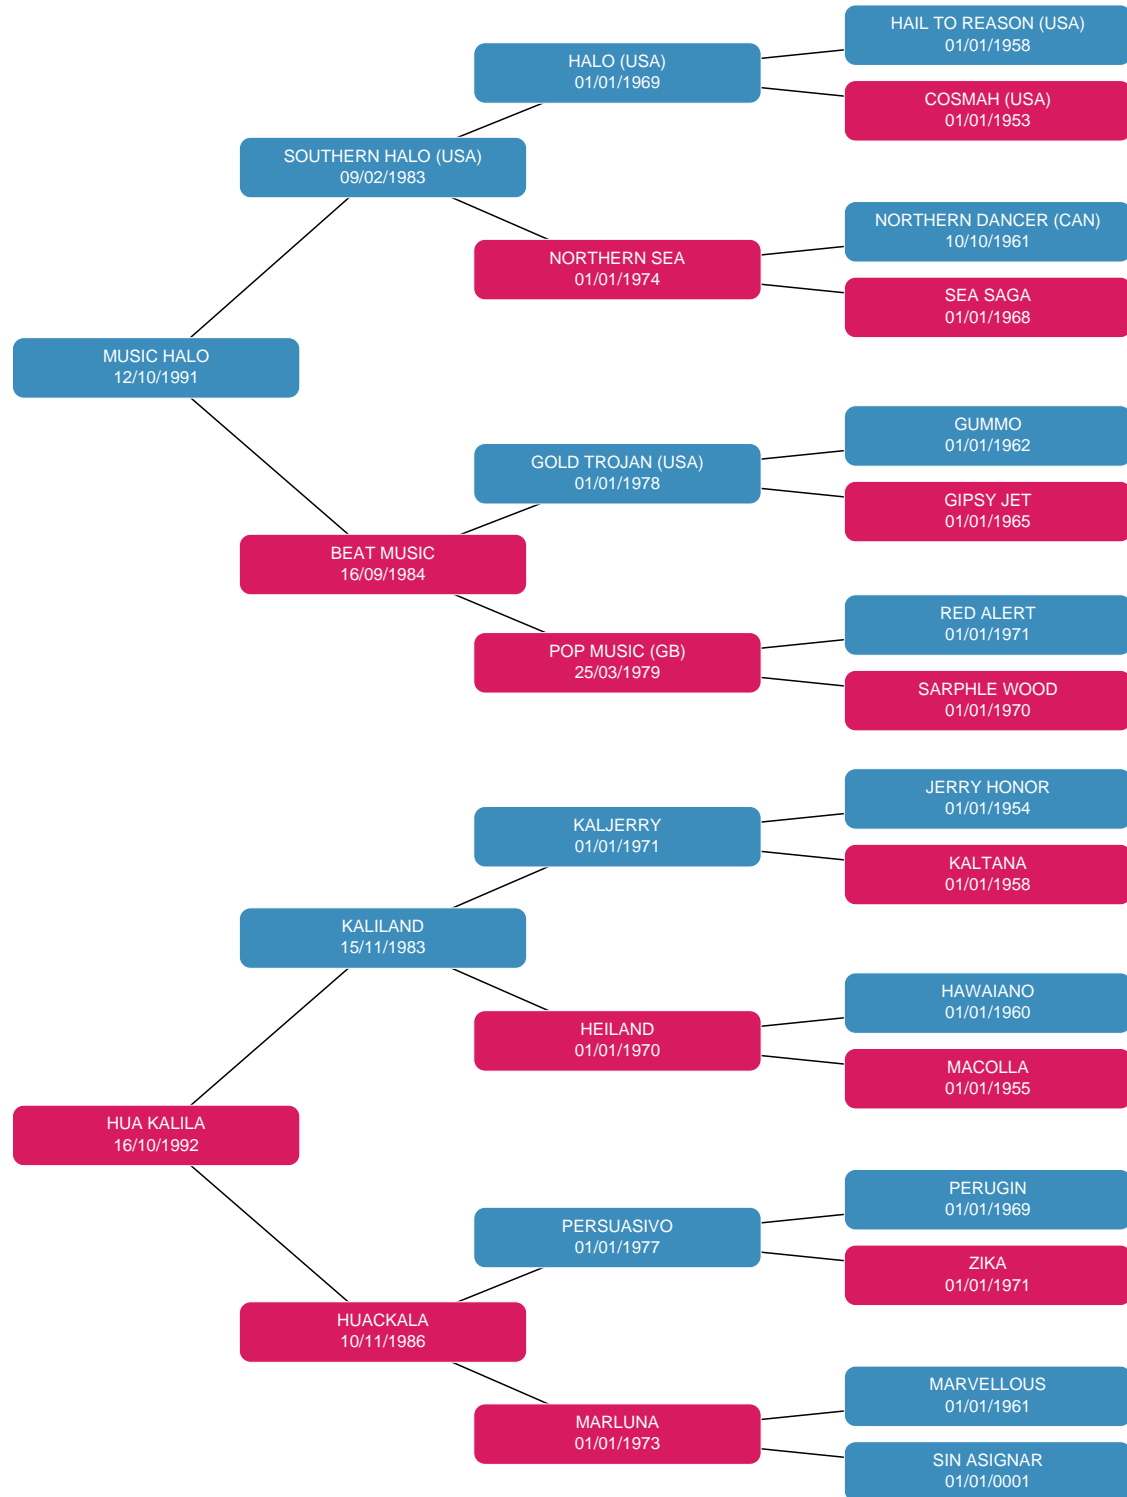 HAIL TO REASON (USA)
01/01/1958
HALO (USA)
01/01/1969
COSMAH (USA)
01/01/1953
SOUTHERN HALO (USA)
09/02/1983
NORTHERN DANCER (CAN)
10/10/1961
NORTHERN SEA
01/01/1974
SEA SAGA
01/01/1968
MUSIC HALO
12/10/1991
GUMMO
01/01/1962
GOLD TROJAN (USA)
01/01/1978
GIPSY JET
01/01/1965
BEAT MUSIC
16/09/1984
RED ALERT
01/01/1971
POP MUSIC (GB)
25/03/1979
SARPHLE WOOD
01/01/1970
JERRY HONOR
01/01/1954
KALJERRY
01/01/1971
KALTANA
01/01/1958
KALILAND
15/11/1983
HAWAIANO
01/01/1960
HEILAND
01/01/1970
MACOLLA
01/01/1955
HUA KALILA
16/10/1992
PERUGIN
01/01/1969
PERSUASIVO
01/01/1977
ZIKA
01/01/1971
HUACKALA
10/11/1986
MARVELLOUS
01/01/1961
MARLUNA
01/01/1973
SIN ASIGNAR
01/01/0001